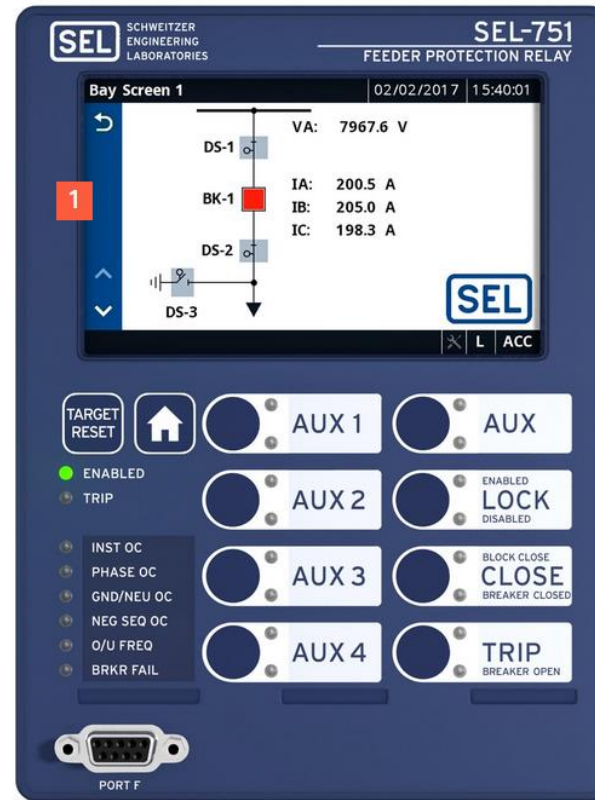 SEL
SCHWEITZER
ENGINEERING
LABORATORIES
SEL-751
FEEDER PROTECTION RELAY
Bay Screen 1
02/02/2017
15:40:01
VA: 7967.6 V
DS-1
1
BK-1
IA: 200.5 A
IB: 205.0 A
IC: 198.3 A
DS-2
DS-3
SEL
L
ACC
TARGET
RESET
ENABLED
TRIP
INST OC
PHASE OC
GND/NEU OC
NEG SEQ OC
O/U FREQ
BRKR FAIL
AUX 1
AUX
AUX 2
ENABLED
LOCK
DISABLED
AUX 3
BLOCK CLOSE
CLOSE
BREAKER CLOSED
AUX 4
TRIP
BREAKER OPEN
PORT F